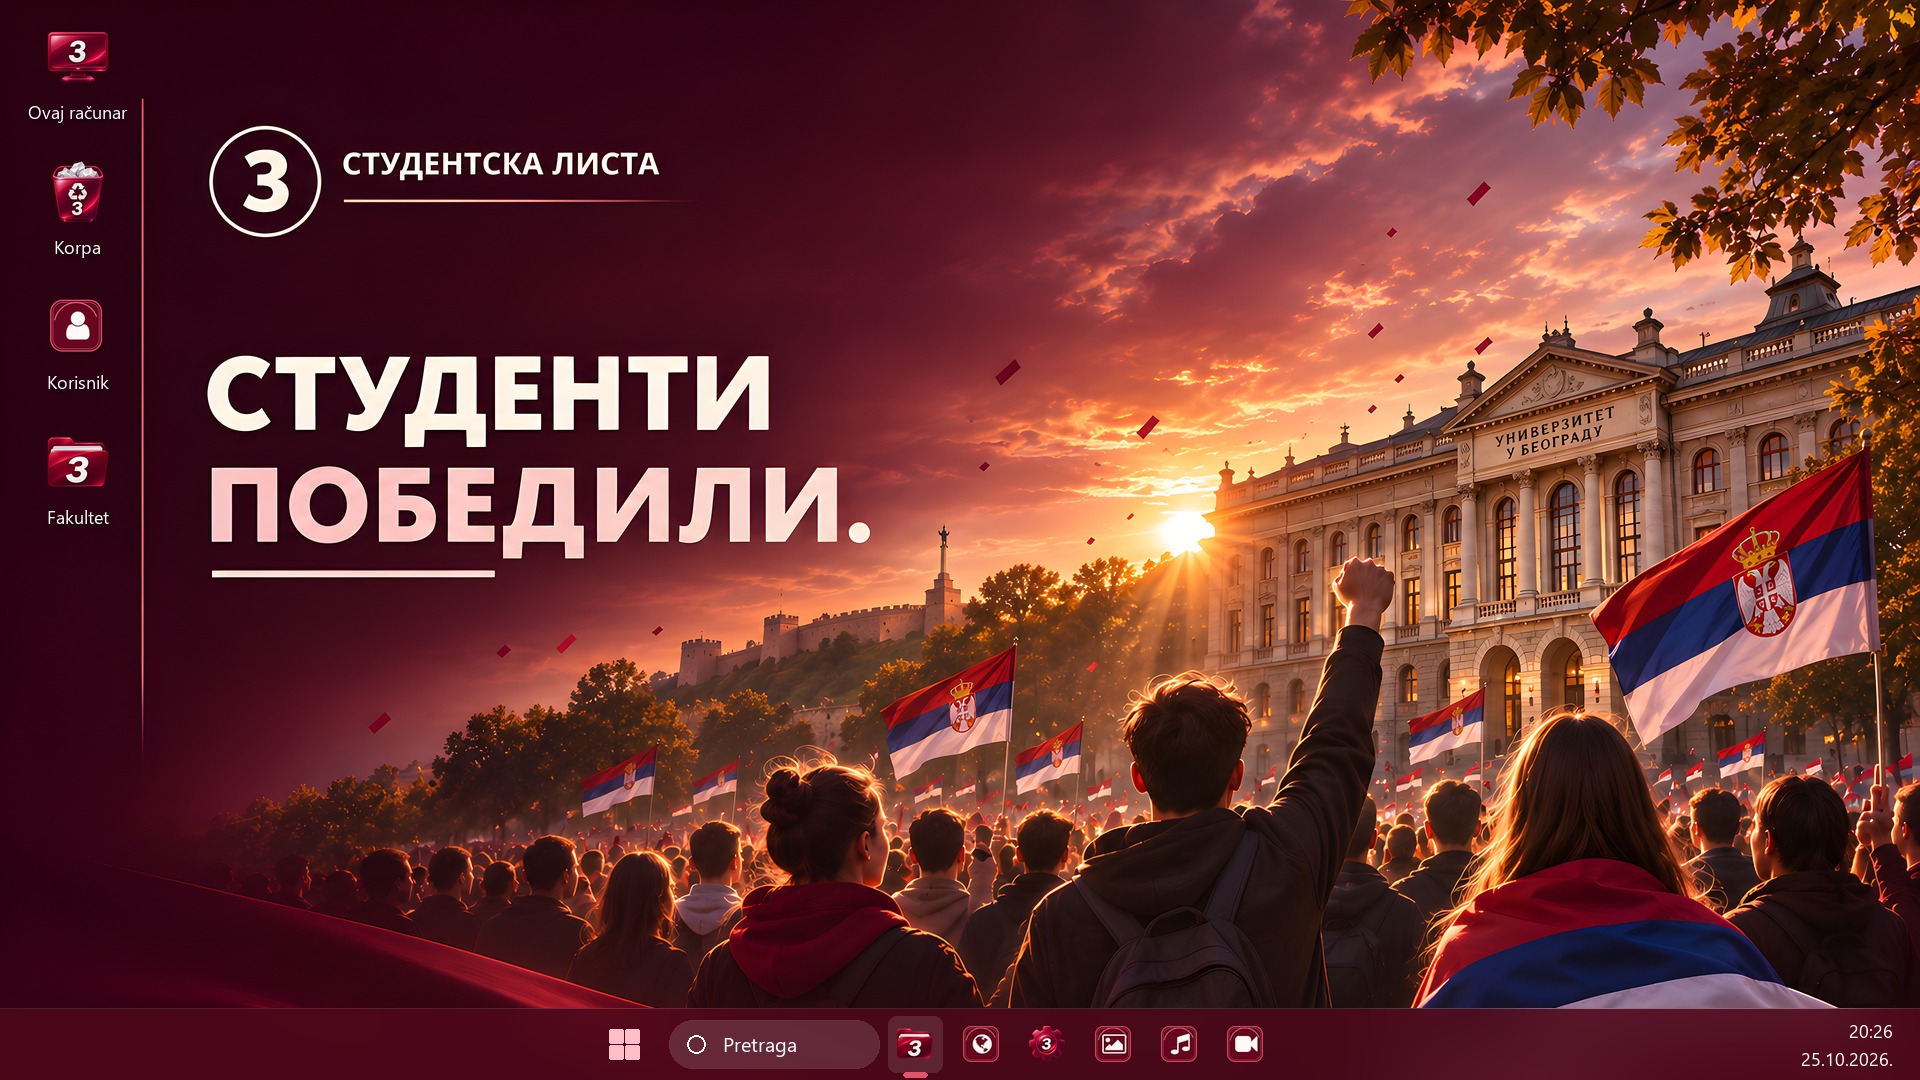 3
Ovaj računar
3
Korpa
Korisnik
3
Fakultet
3
СТУДЕНТСКА ЛИСТА
СТУДЕНТИ
ПОБЕДИЛИ.
УНИВЕРЗИТЕТ
У БЕОГРАДУ
Pretraga
3
3
20:26
25.10.2026.